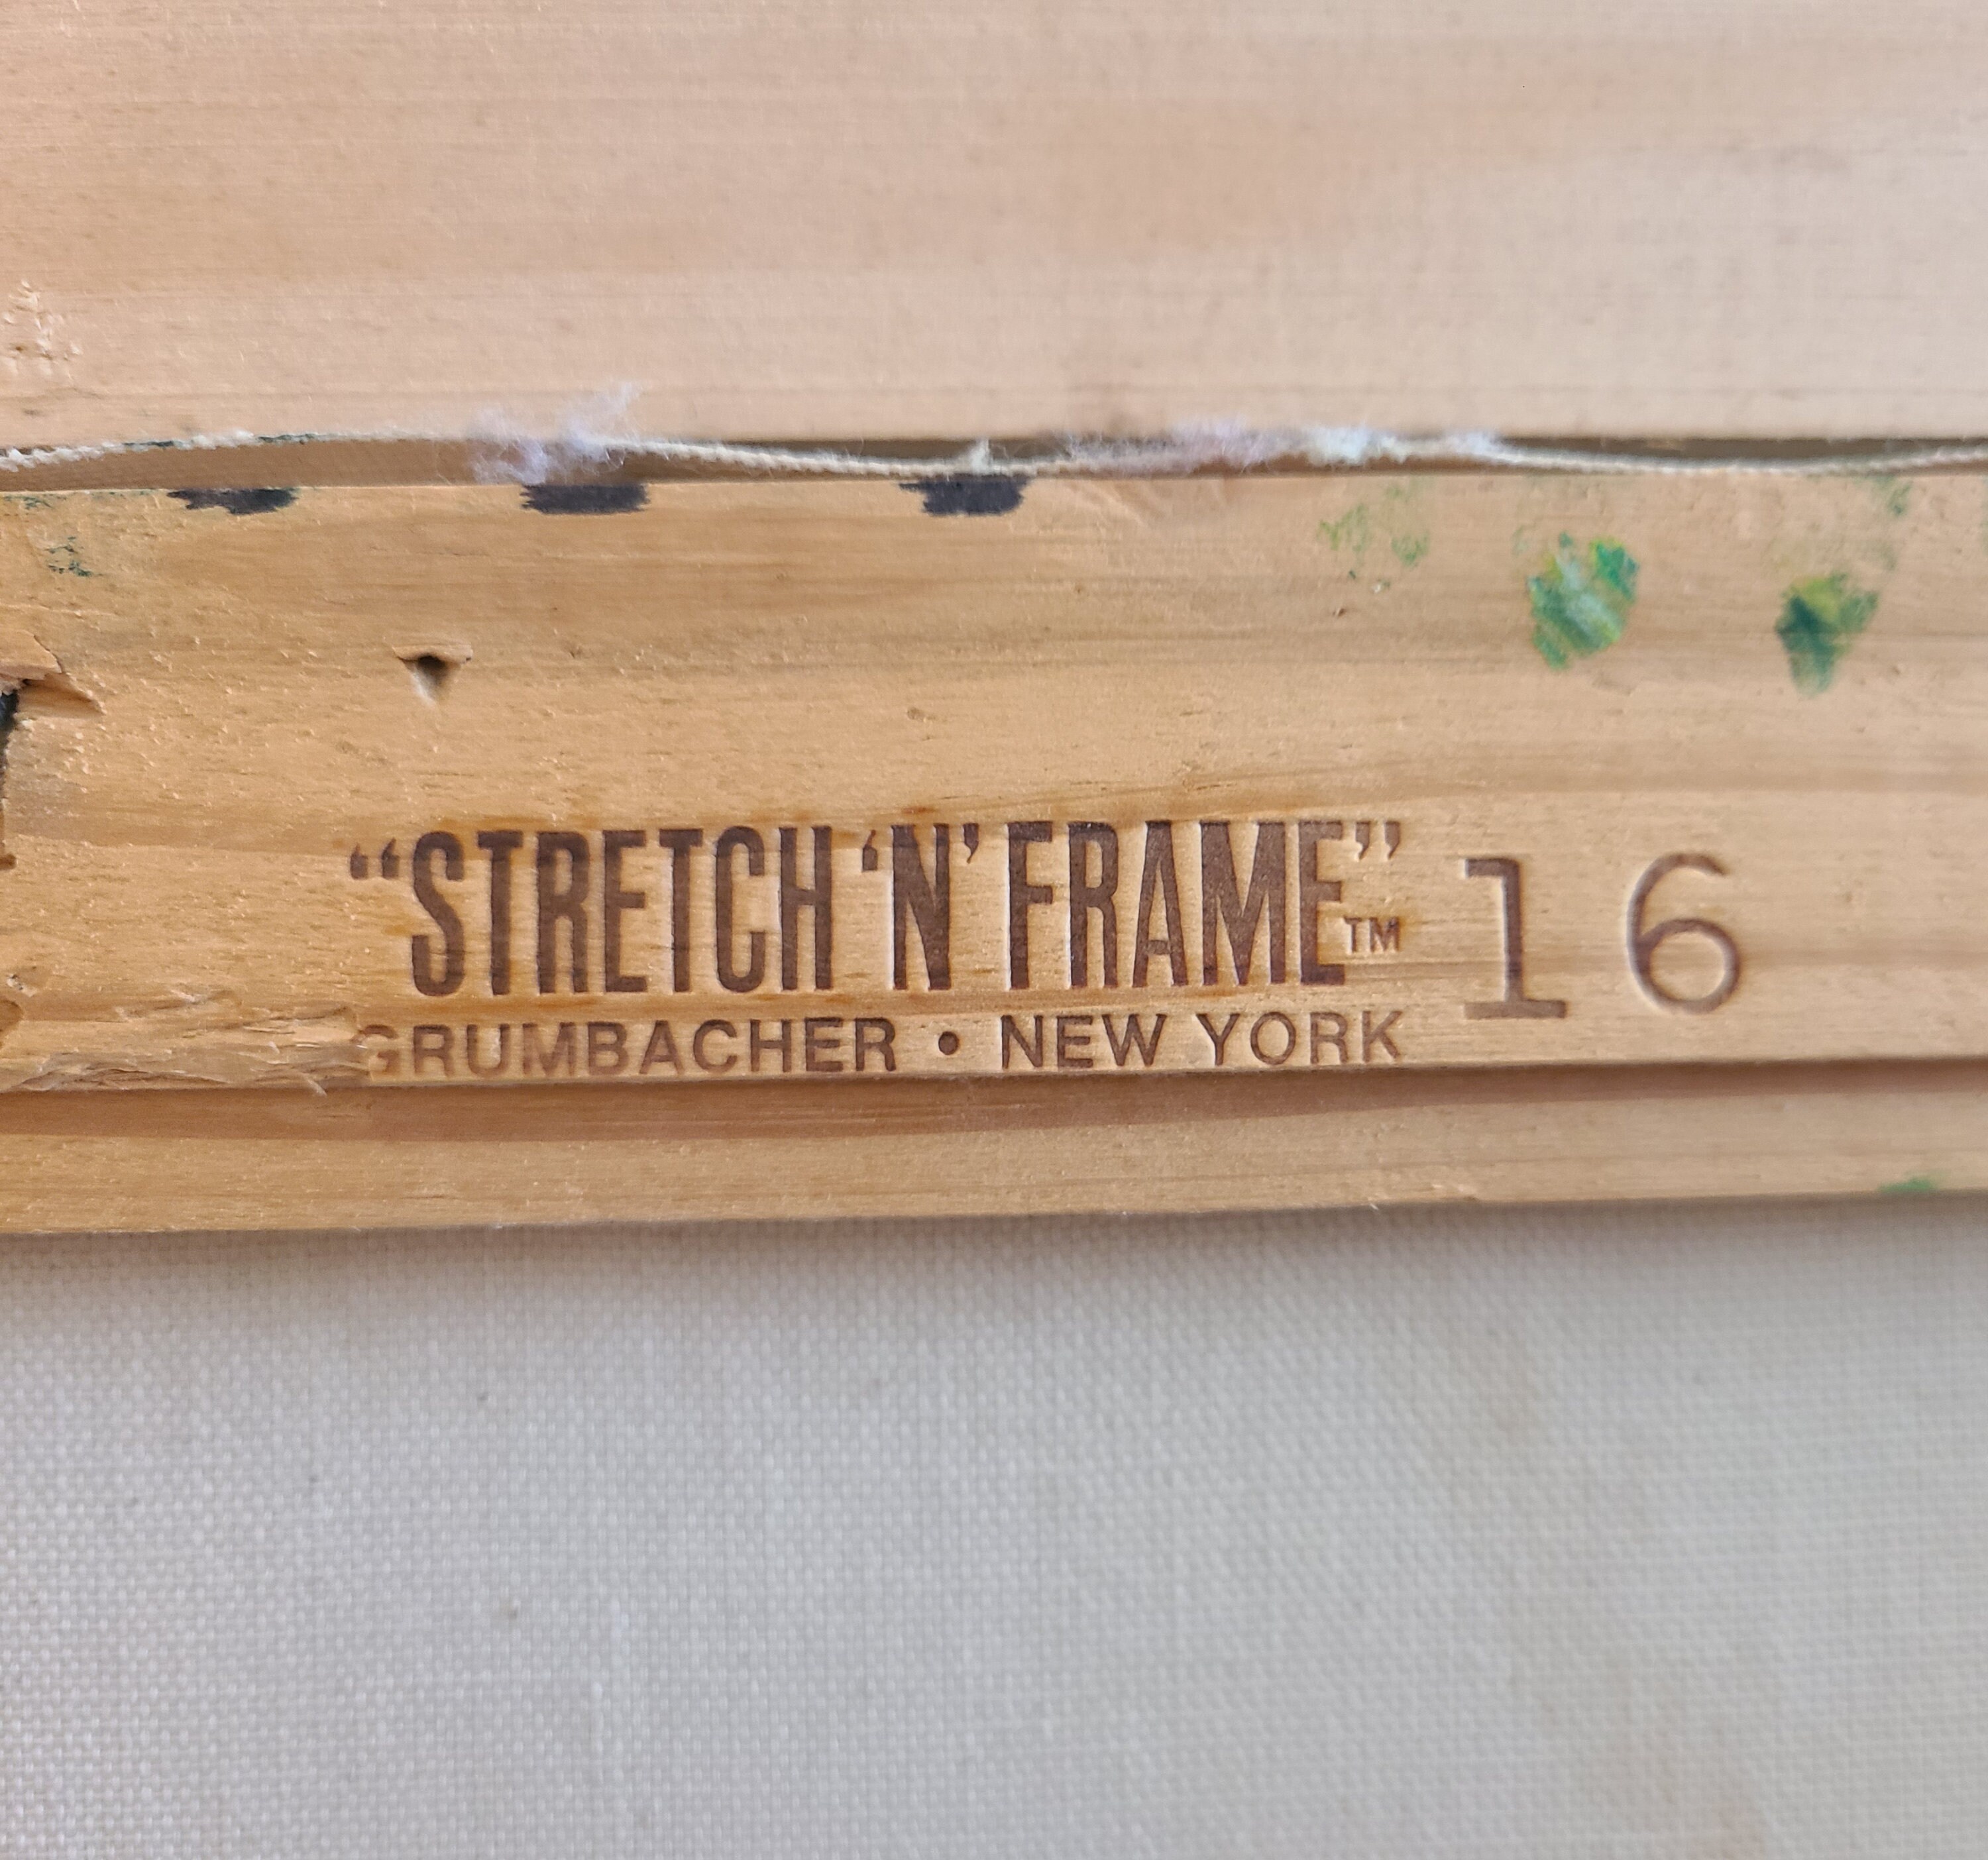 “STRETCH ‘N’ FRAME”™ 16
GRUMBACHER • NEW YORK